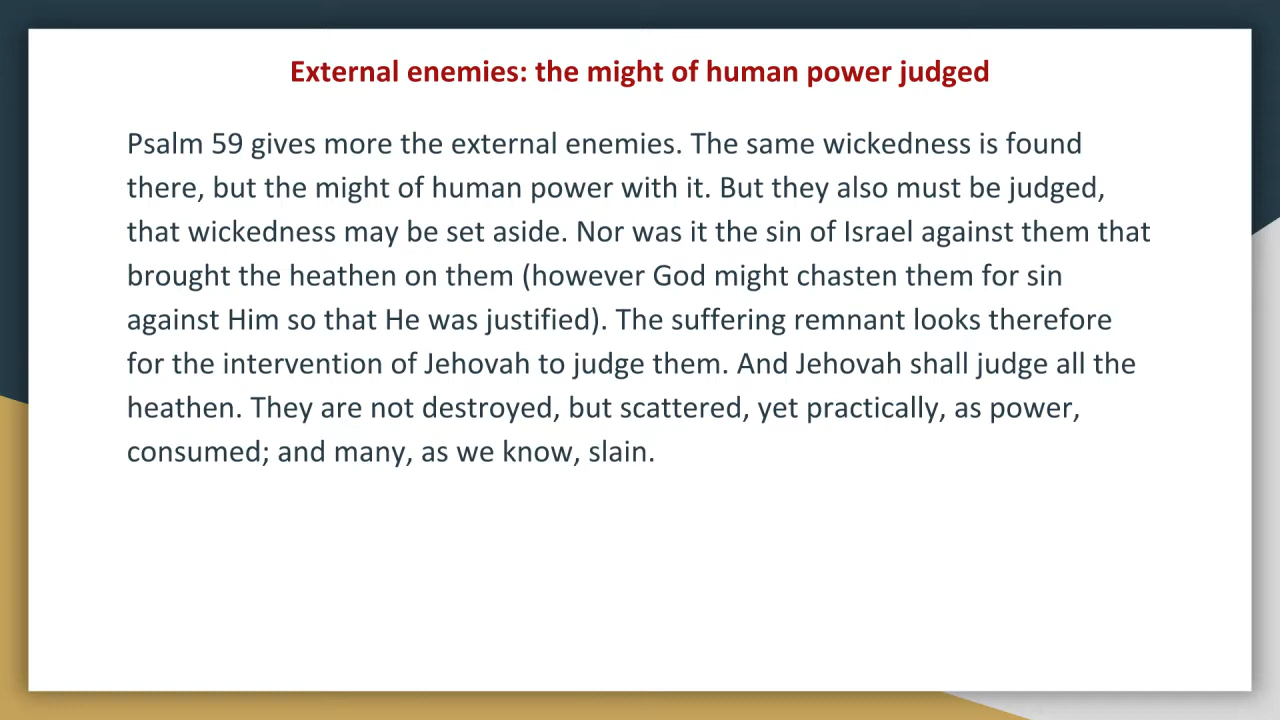 External enemies: the might of human power judged
Psalm 59 gives more the external enemies. The same wickedness is found
there, but the might of human power with it. But they also must be judged,
that wickedness may be set aside. Nor was it the sin of Israel against them that
brought the heathen on them (however God might chasten them for sin
against Him so that He was justified). The suffering remnant looks therefore
for the intervention of Jehovah to judge them. And Jehovah shall judge all the
heathen. They are not destroyed, but scattered, yet practically, as power,
consumed; and many, as we know, slain.